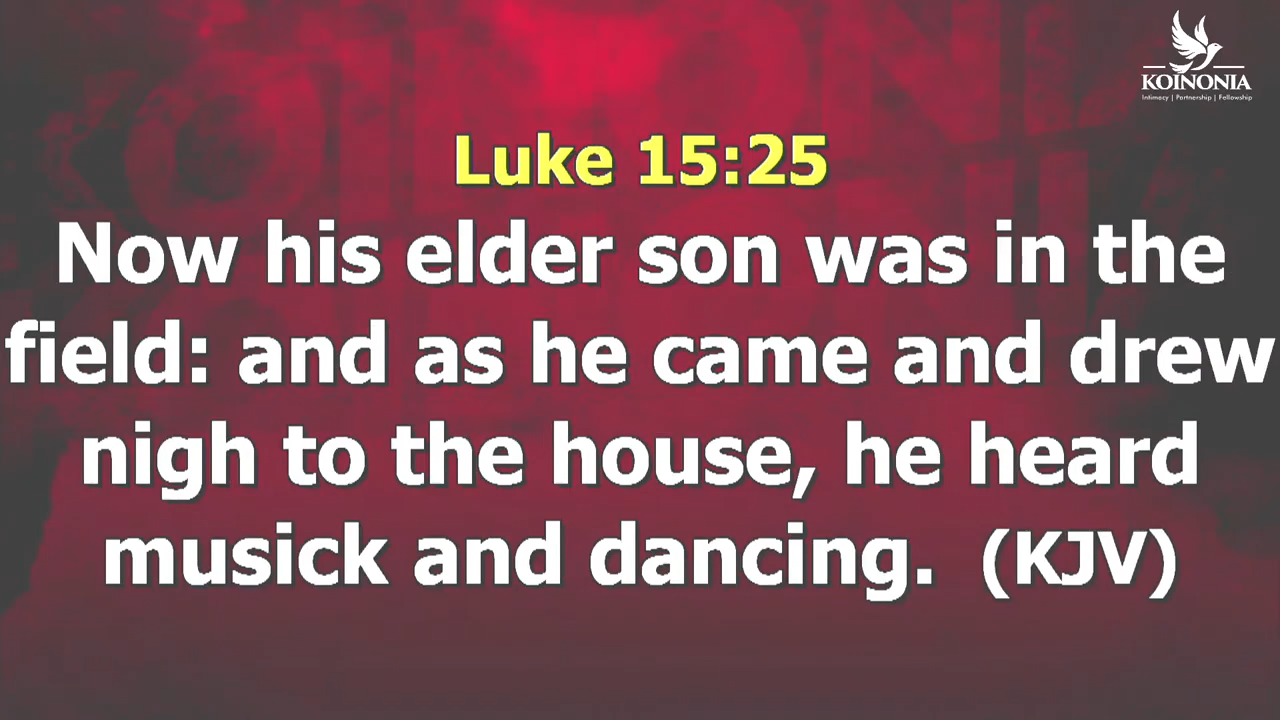 KOINONIA
Intimacy | Partnership | Fellowship
Luke 15:25
Now his elder son was in the
field: and as he came and drew
nigh to the house, he heard
musick and dancing. (KJV)